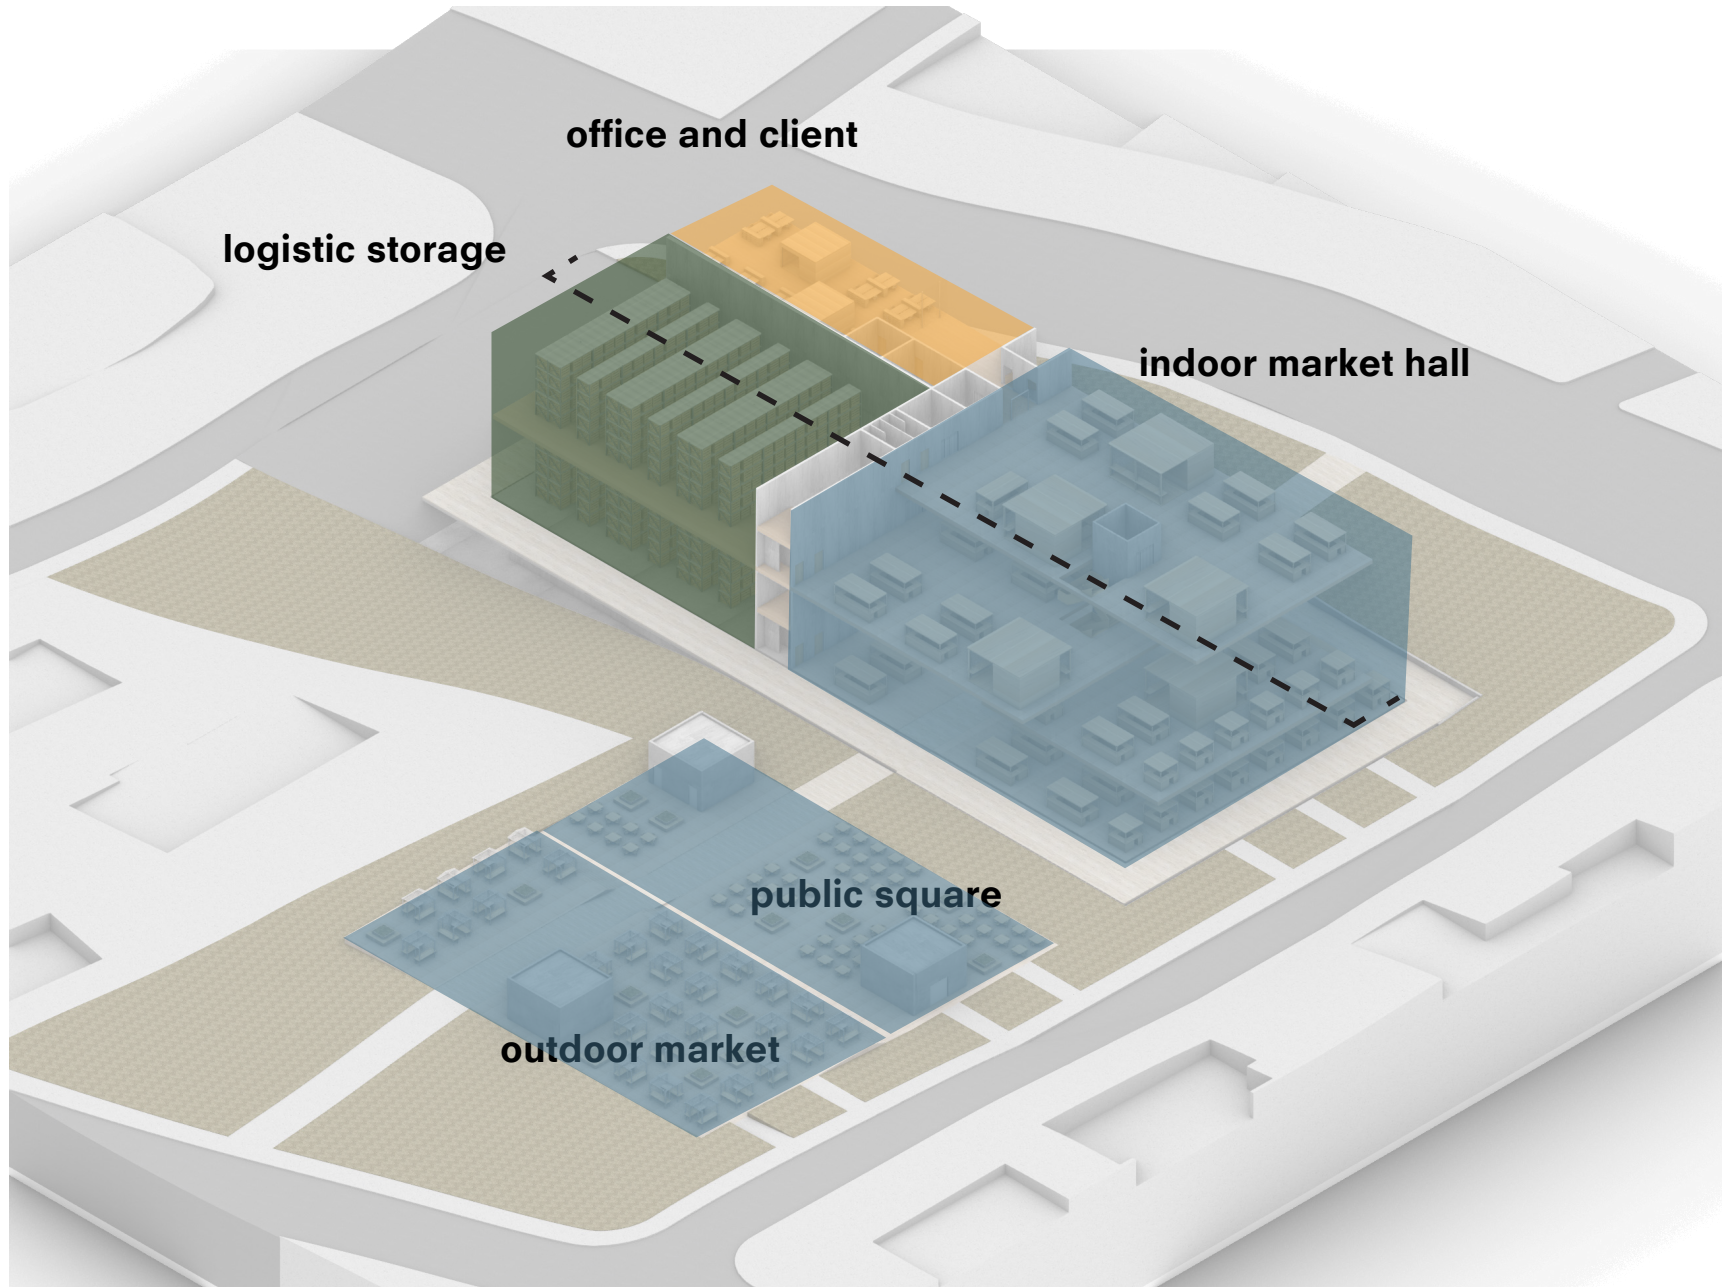 office and client
logistic storage
indoor market hall
public square
outdoor market